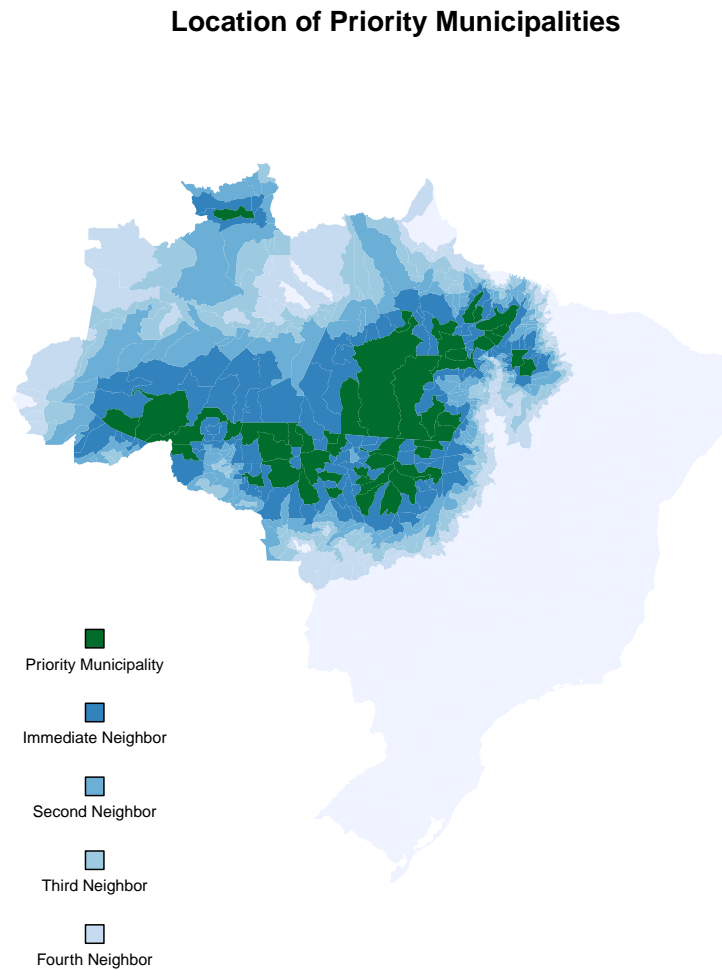 Location of Priority Municipalities
Priority Municipality
Immediate Neighbor
Second Neighbor
Third Neighbor
Fourth Neighbor